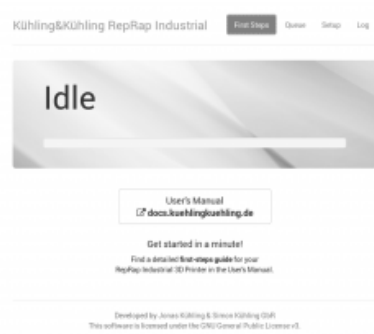 Kühling&Kühling RepRap Industrial
First Steps Queue Setup Log
Idle
User's Manual
docs.kuehlingkuehling.de
Get started in a minute!
Find a detailed first-steps guide for your
RepRap Industrial 3D Printer in the User's Manual.
Developed by Jonas Kühling & Simon Kühling GbR
This software is licensed under the GNU General Public License v3.